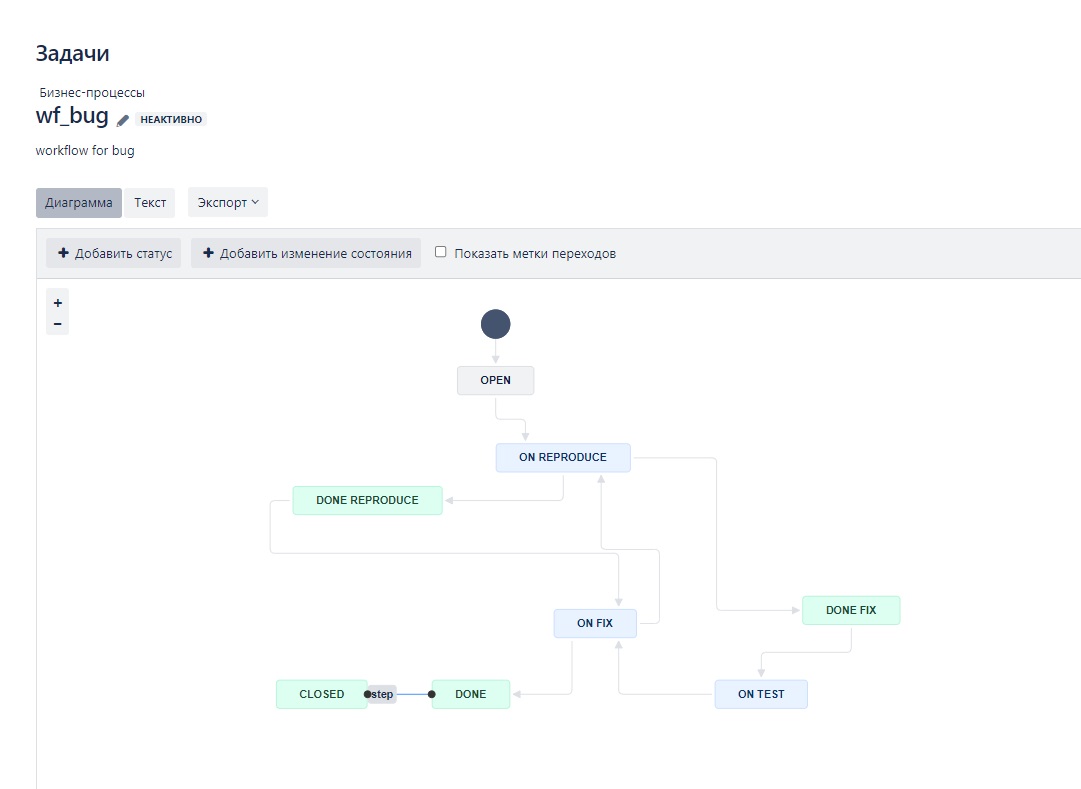 Задачи
Бизнес-процессы
wf_bug НЕАКТИВНО
workflow for bug
Диаграмма Текст Экспорт
+ Добавить статус + Добавить изменение состояния Показать метки переходов
+
−
OPEN
ON REPRODUCE
DONE REPRODUCE
DONE FIX
ON FIX
CLOSED step DONE ON TEST